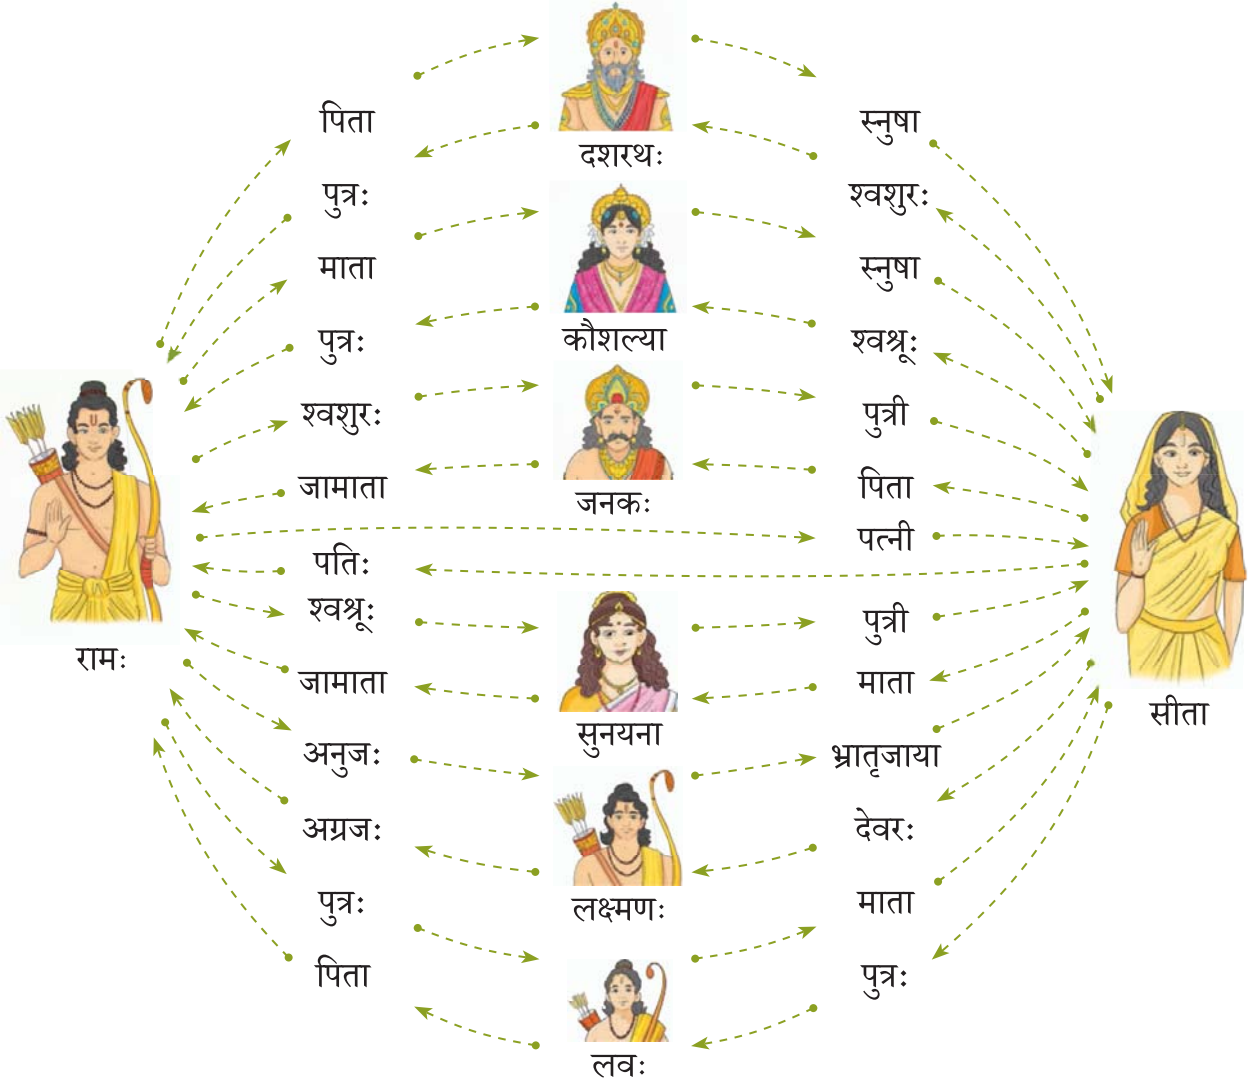 पिता
स्नुषा
दशरथः
पुत्रः
श्वशुरः
माता
स्नुषा
कौशल्या
पुत्रः
श्वश्रूः
श्वशुरः
पुत्री
जामाता
पिता
जनकः
पत्नी
पतिः
श्वश्रूः
पुत्री
रामः
जामाता
माता
सीता
सुनयना
अनुजः
भ्रातृजाया
अग्रजः
देवरः
लक्ष्मणः
पुत्रः
माता
पिता
पुत्रः
लवः